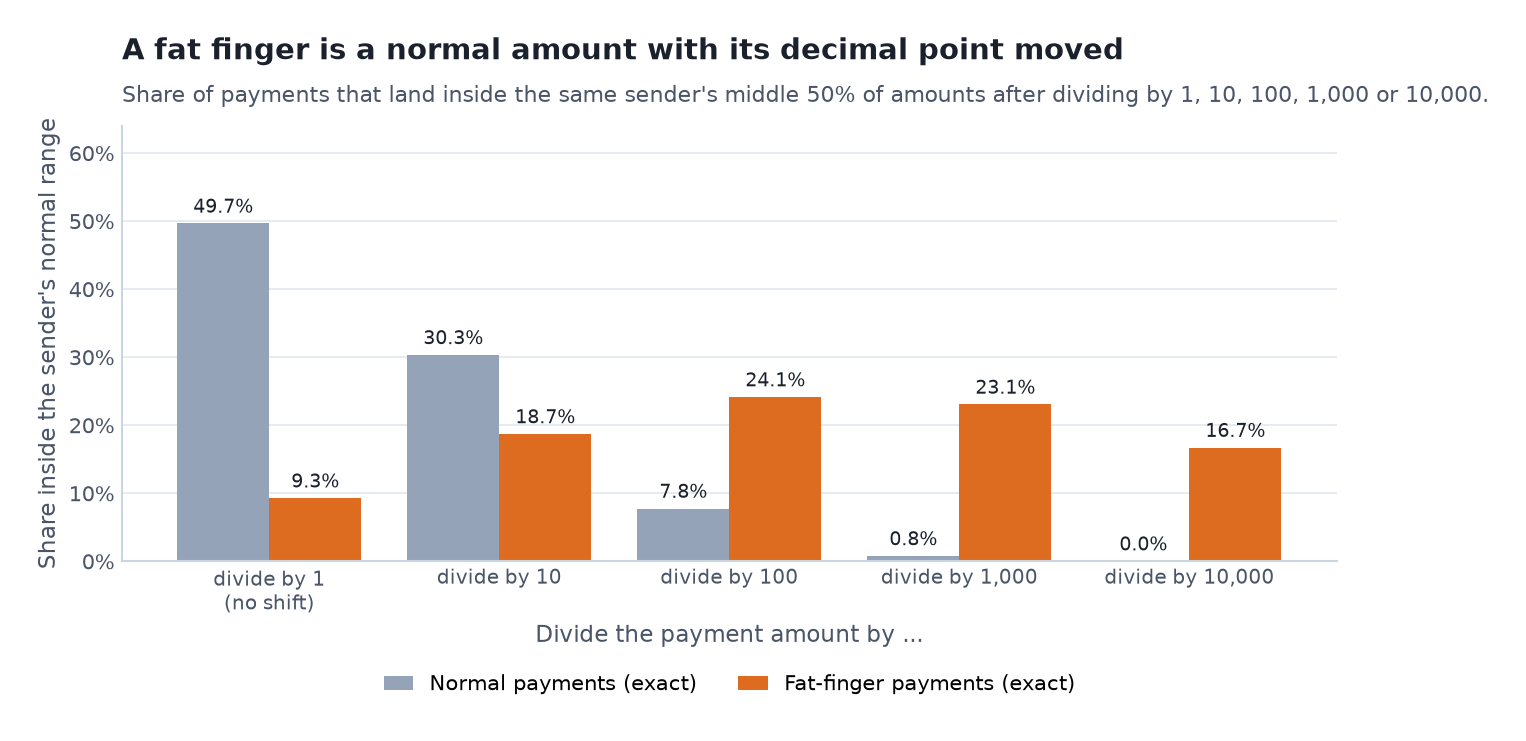 A fat finger is a normal amount with its decimal point moved
Share of payments that land inside the same sender's middle 50% of amounts after dividing by 1, 10, 100, 1,000 or 10,000.
Share inside the sender's normal range
60%
50%
40%
30%
20%
10%
0%
49.7%
9.3%
30.3%
18.7%
7.8%
24.1%
0.8%
23.1%
0.0%
16.7%
divide by 1
(no shift)
divide by 10
divide by 100
divide by 1,000
divide by 10,000
Divide the payment amount by ...
Normal payments (exact)
Fat-finger payments (exact)